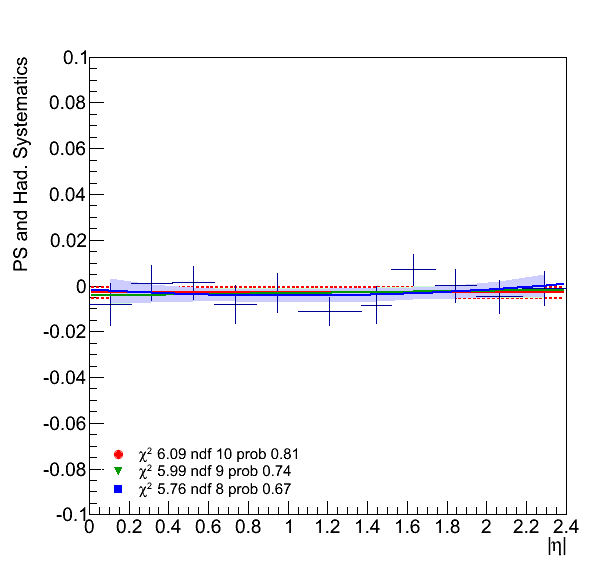 PS and Had. Systematics
0.1
0.08
0.06
0.04
0.02
0
-0.02
-0.04
-0.06
-0.08
-0.1
χ² 6.09 ndf 10 prob 0.81
χ² 5.99 ndf 9 prob 0.74
χ² 5.76 ndf 8 prob 0.67
0 0.2 0.4 0.6 0.8 1 1.2 1.4 1.6 1.8 2 2.2 2.4
|η|